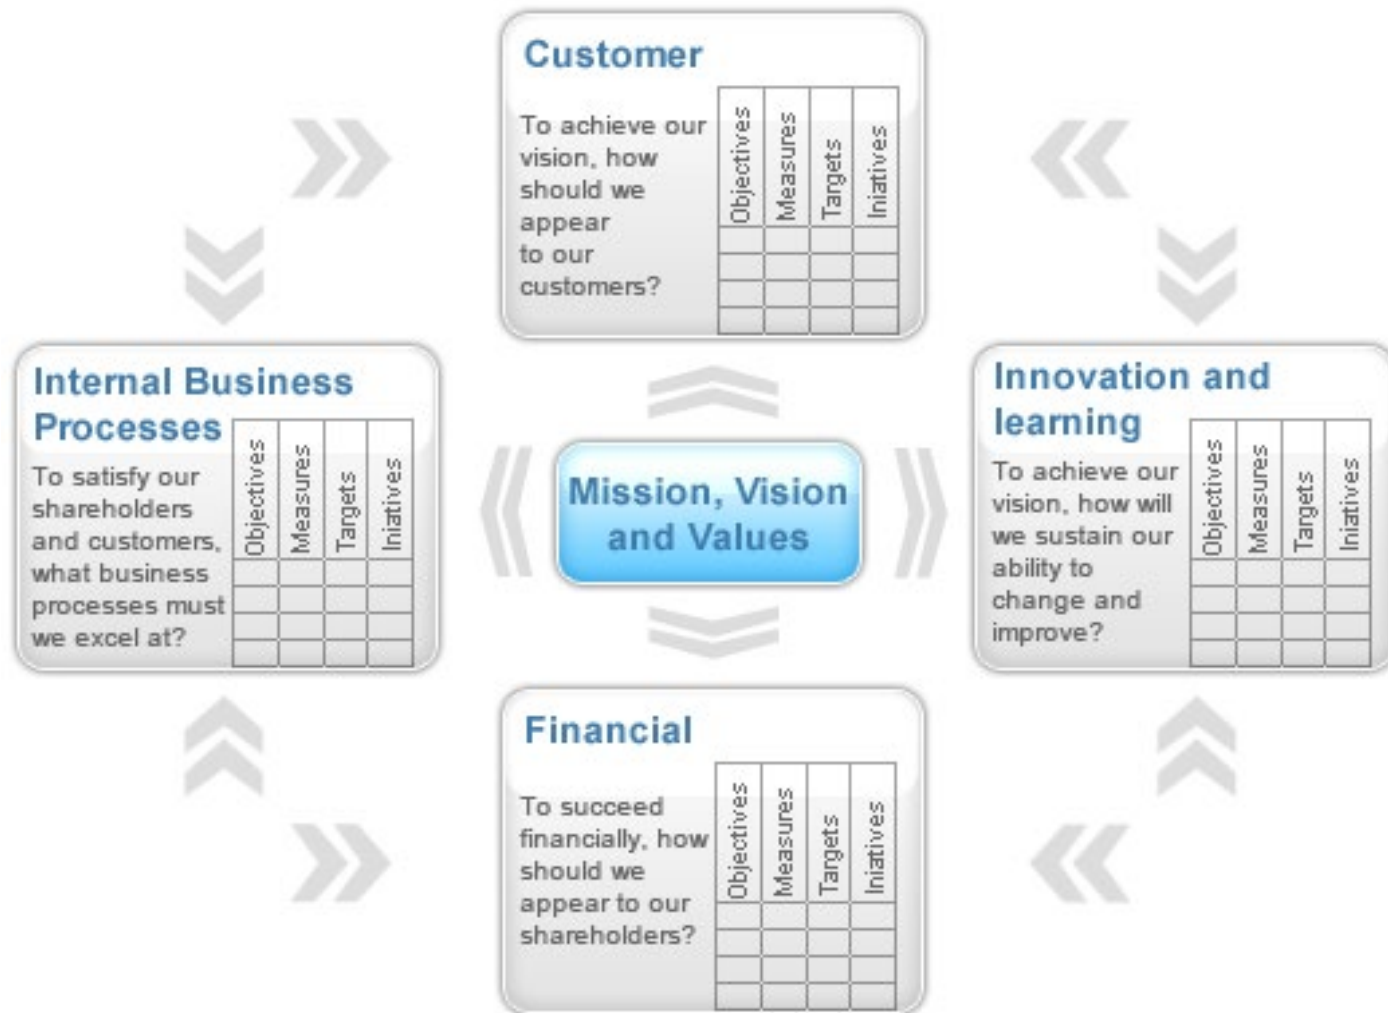 Customer
To achieve our
vision, how
should we
appear
to our
customers?
Objectives
Measures
Targets
Iniatives
Internal Business
Processes
To satisfy our
shareholders
and customers,
what business
processes must
we excel at?
Objectives
Measures
Targets
Iniatives
Mission, Vision
and Values
Innovation and
learning
To achieve our
vision, how will
we sustain our
ability to
change and
improve?
Objectives
Measures
Targets
Iniatives
Financial
To succeed
financially, how
should we
appear to our
shareholders?
Objectives
Measures
Targets
Iniatives